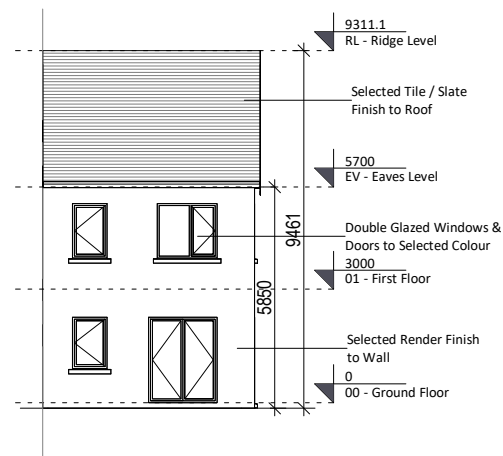 9311.1
RL - Ridge Level
Selected Tile / Slate
Finish to Roof
5700
EV - Eaves Level
9461
Double Glazed Windows &
Doors to Selected Colour
3000
01 - First Floor
5850
Selected Render Finish
to Wall
0
00 - Ground Floor